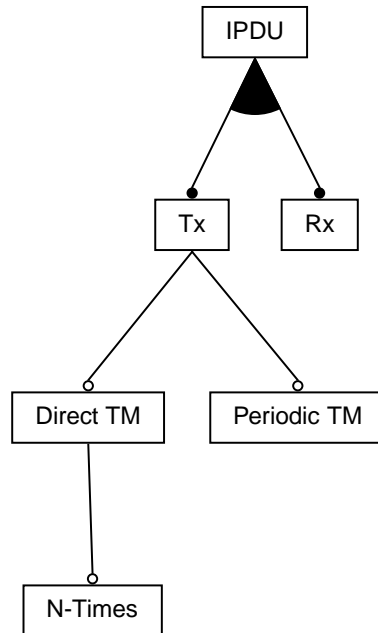 IPDU
Tx
Rx
Direct TM
Periodic TM
N-Times